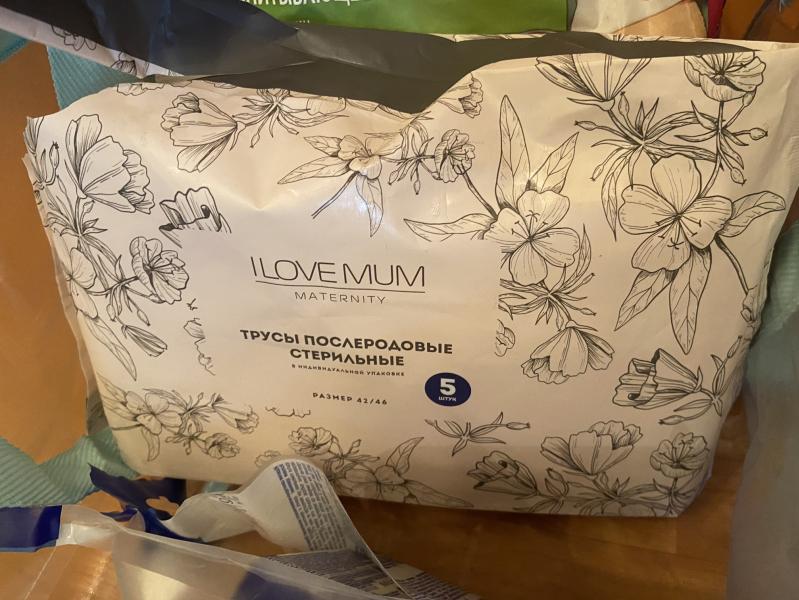 I LOVE MUM
MATERNITY
ТРУСЫ ПОСЛЕРОДОВЫЕ
СТЕРИЛЬНЫЕ
В ИНДИВИДУАЛЬНОЙ УПАКОВКЕ
5
ШТУК
РАЗМЕР 42/46